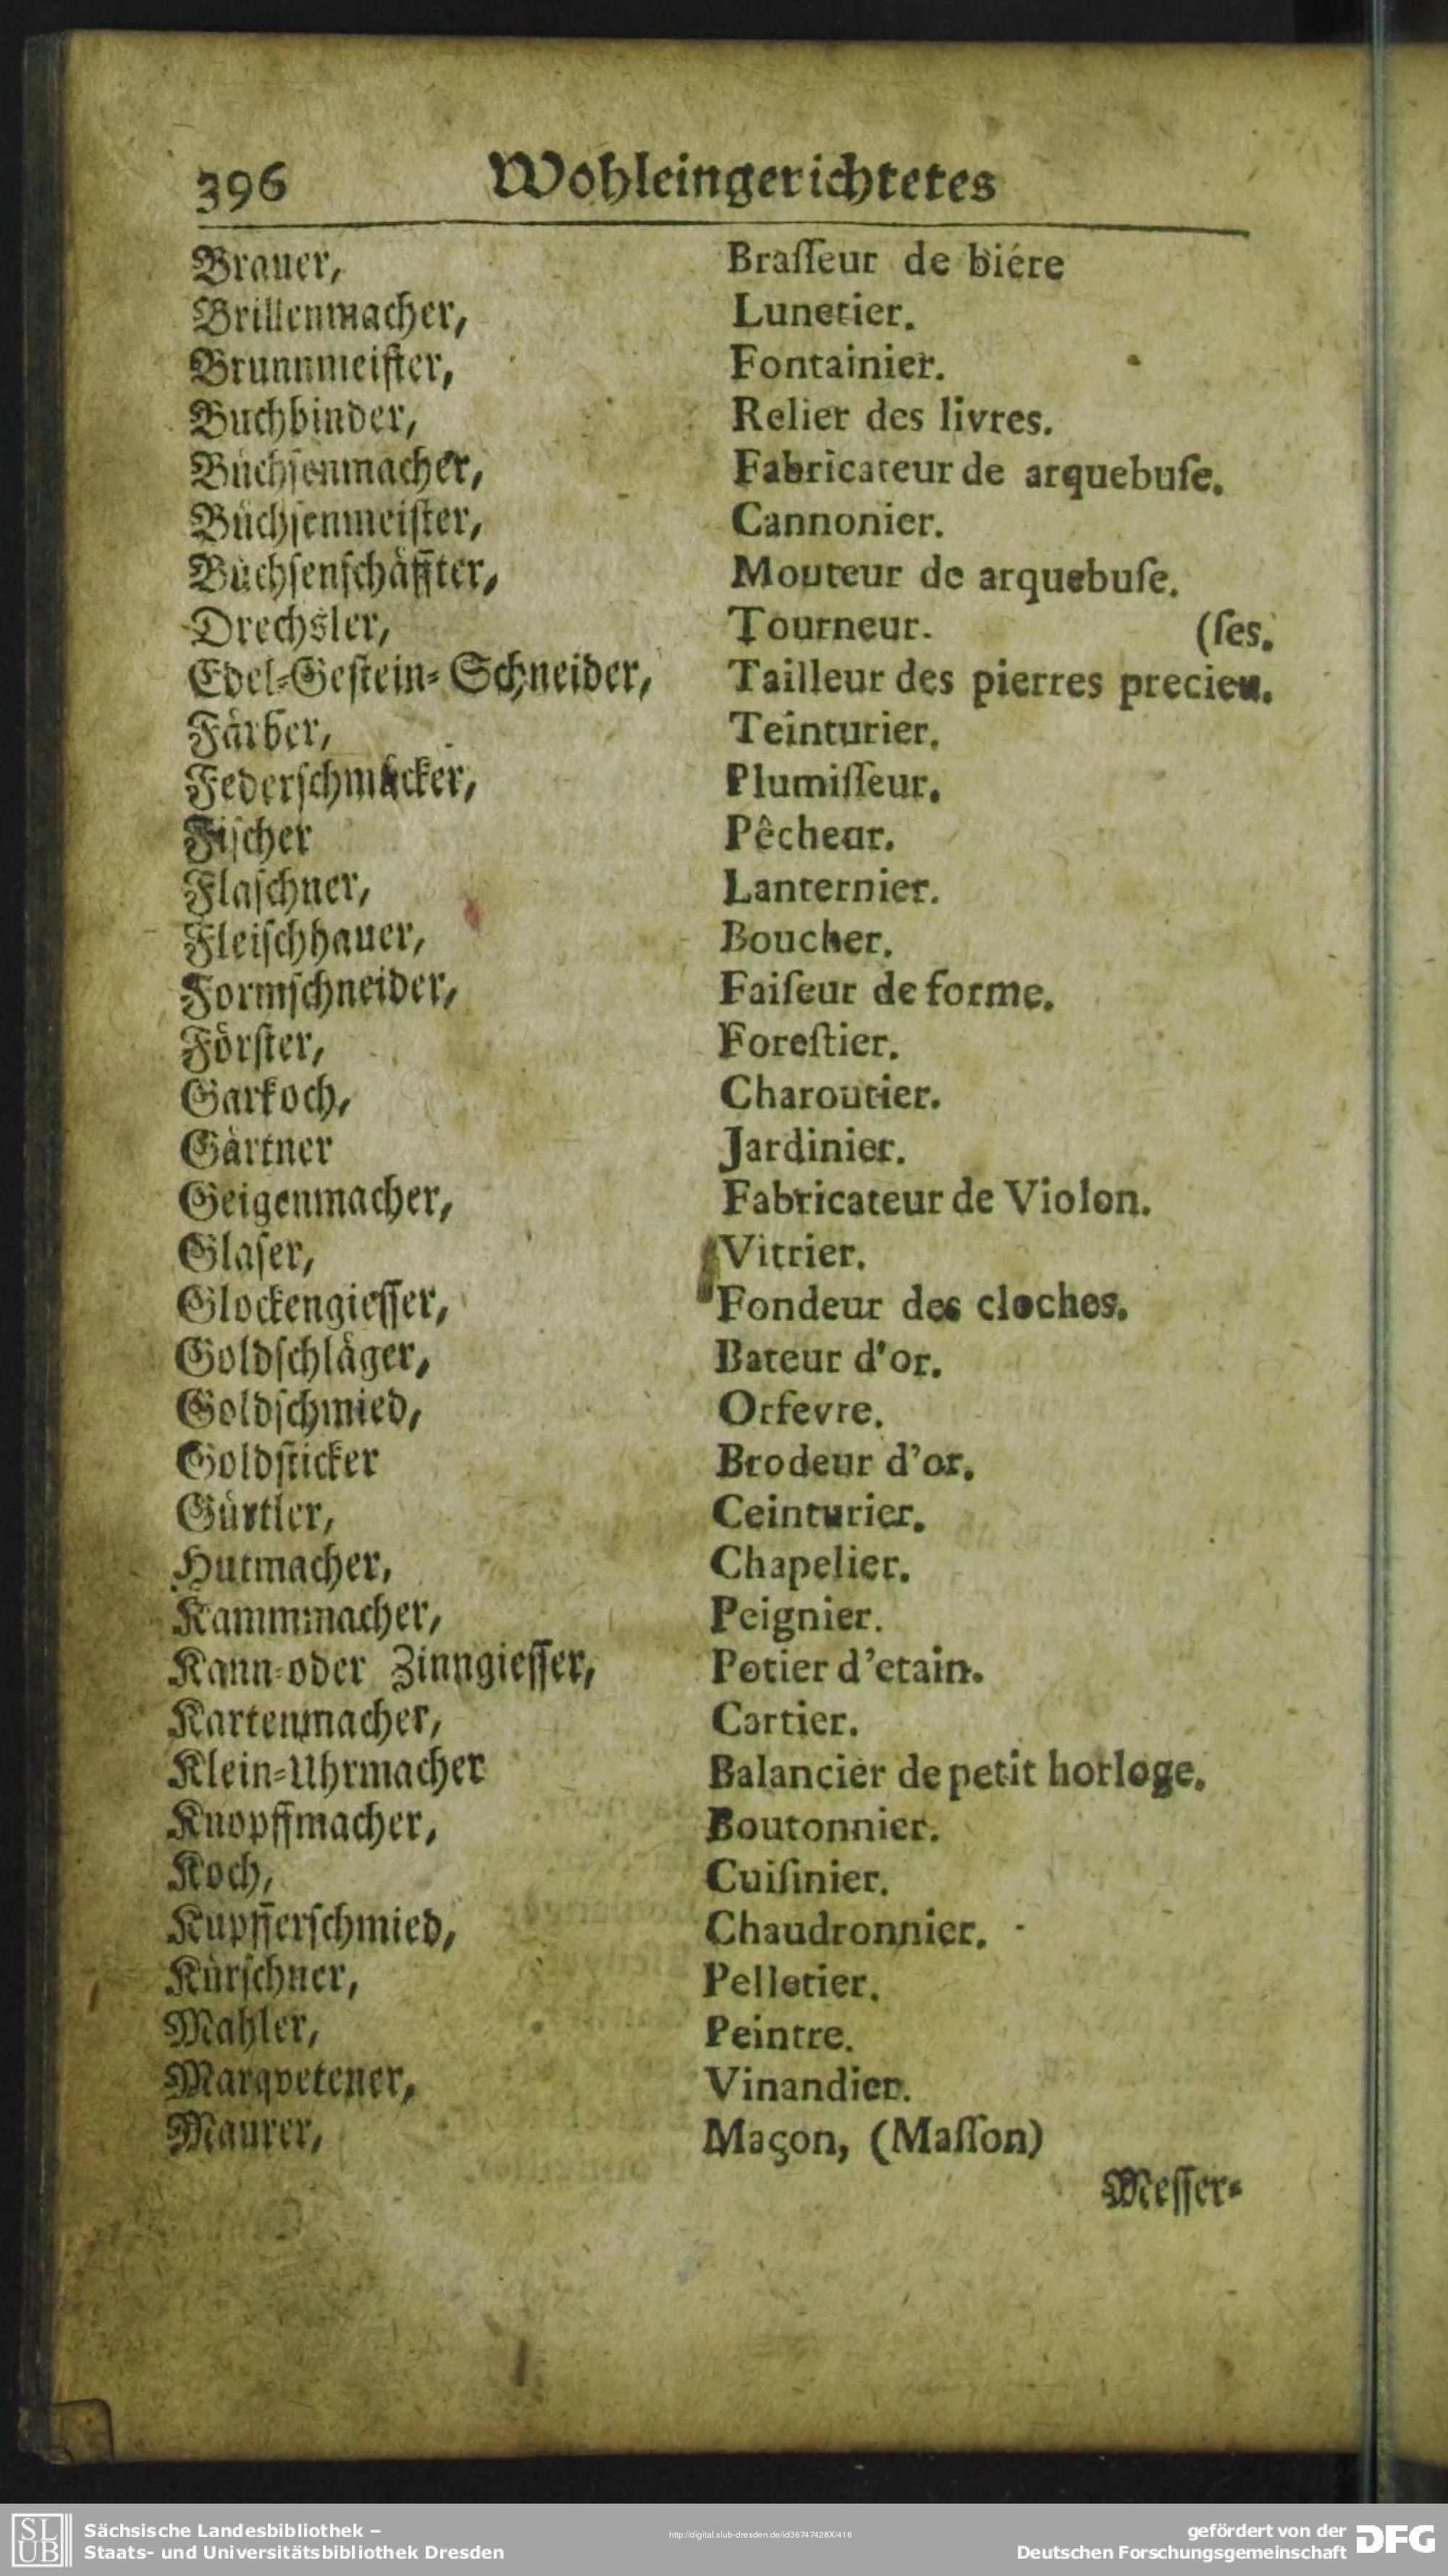 396 Wohleingerichtetes
Brauer, Braſſeur de biére
Brillenmacher, Lunetier.
Brunnmeiſter, Fontainier.
Buchbinder, Relier des livres.
Büchſenmacher, Fabricateur de arquebuſe.
Büchſenmeiſter, Cannonier.
Büchſenſchäffter, Mouteur de arquebuſe.
Drechsler, Tourneur. (ſes.
Edel-Geſtein-Schneider, Tailleur des pierres precieu.
Färber, Teinturier.
Federſchmücker, Plumiſſeur.
Fiſcher Pêcheur.
Flaſchner, Lanternier.
Fleiſchhauer, Boucher.
Formſchneider, Faiſeur de forme.
Förſter, Foreſtier.
Garkoch, Charoutier.
Gärtner Jardinier.
Geigenmacher, Fabricateur de Violon.
Glaſer, Vitrier.
Glockengieſſer, Fondeur des cloches.
Goldſchläger, Bateur d'or.
Goldſchmied, Orfevre.
Goldſticker Brodeur d'or.
Gürtler, Ceinturier.
Hutmacher, Chapelier.
Kammmacher, Peignier.
Kann-oder Zinngieſſer, Potier d'etain.
Kartenmacher, Cartier.
Klein-Uhrmacher Balancier de petit horloge.
Knopffmacher, Boutonnier.
Koch, Cuiſinier.
Kupfferſchmied, Chaudronnier.
Kürſchner, Pelletier.
Mahler, Peintre.
Marqvetener, Vinandier.
Maurer, Maçon, (Maſſon)
Meſſer-
SLUB Sächsische Landesbibliothek –
Staats- und Universitätsbibliothek Dresden
http://digital.slub-dresden.de/id36747428X/416
gefördert von der
Deutschen Forschungsgemeinschaft DFG